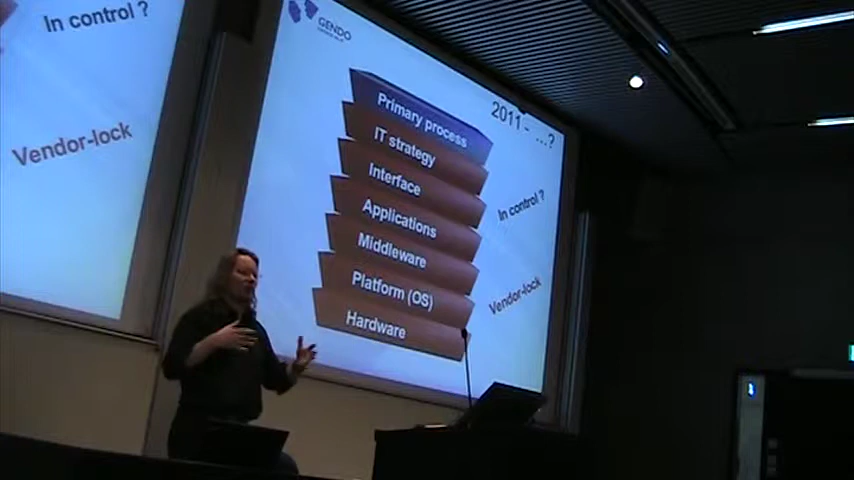 In control ?
Vendor-lock
GENDO
2011 - ...?
Primary process
IT strategy
Interface
Applications
Middleware
Platform (OS)
Hardware
In control ?
Vendor-lock